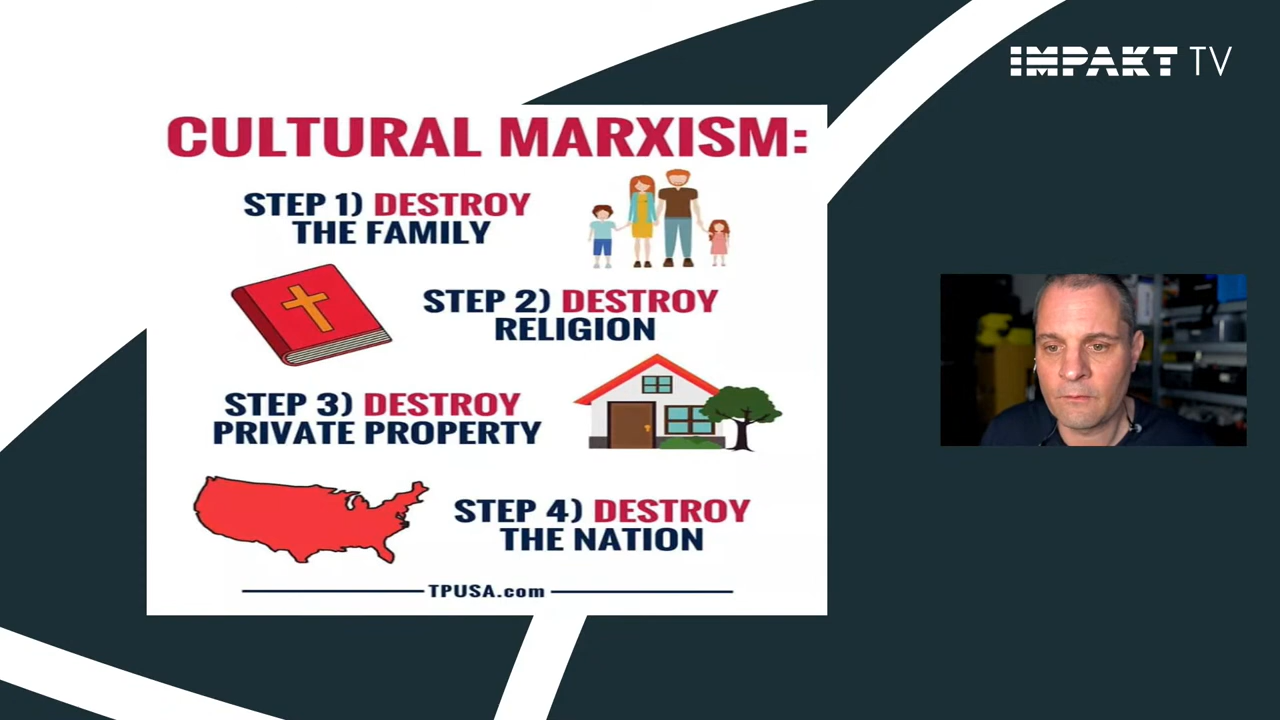 IMPAKT TV
CULTURAL MARXISM:
STEP 1) DESTROY
THE FAMILY
STEP 2) DESTROY
RELIGION
STEP 3) DESTROY
PRIVATE PROPERTY
STEP 4) DESTROY
THE NATION
TPUSA.com